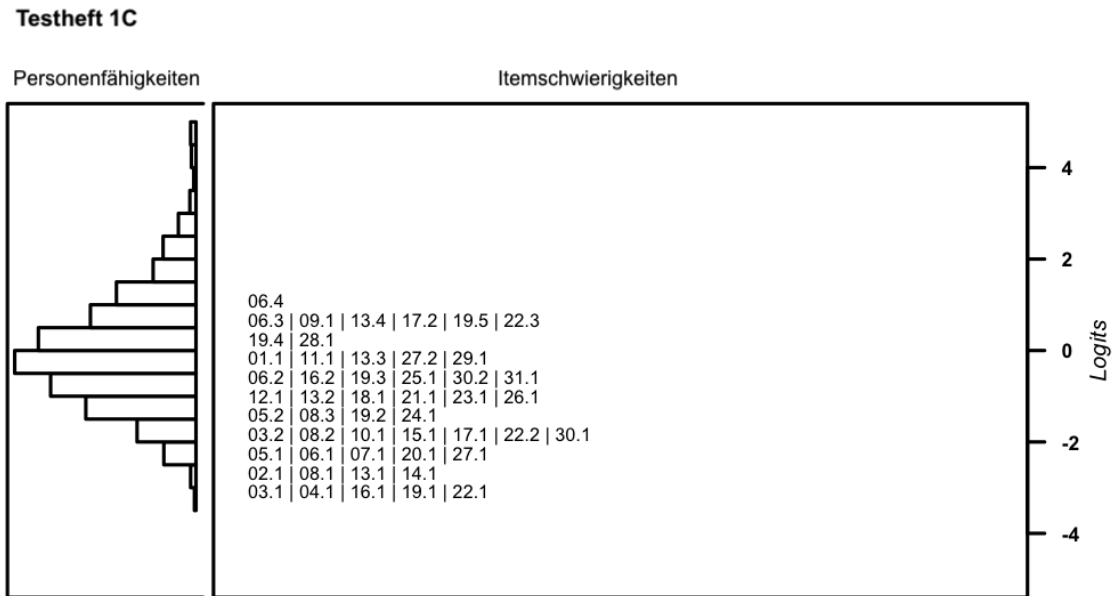 Testheft 1C
Personenfähigkeiten
Itemschwierigkeiten
06.4
06.3 | 09.1 | 13.4 | 17.2 | 19.5 | 22.3
19.4 | 28.1
01.1 | 11.1 | 13.3 | 27.2 | 29.1
06.2 | 16.2 | 19.3 | 25.1 | 30.2 | 31.1
12.1 | 13.2 | 18.1 | 21.1 | 23.1 | 26.1
05.2 | 08.3 | 19.2 | 24.1
03.2 | 08.2 | 10.1 | 15.1 | 17.1 | 22.2 | 30.1
05.1 | 06.1 | 07.1 | 20.1 | 27.1
02.1 | 08.1 | 13.1 | 14.1
03.1 | 04.1 | 16.1 | 19.1 | 22.1
4
2
0
-2
-4
Logits